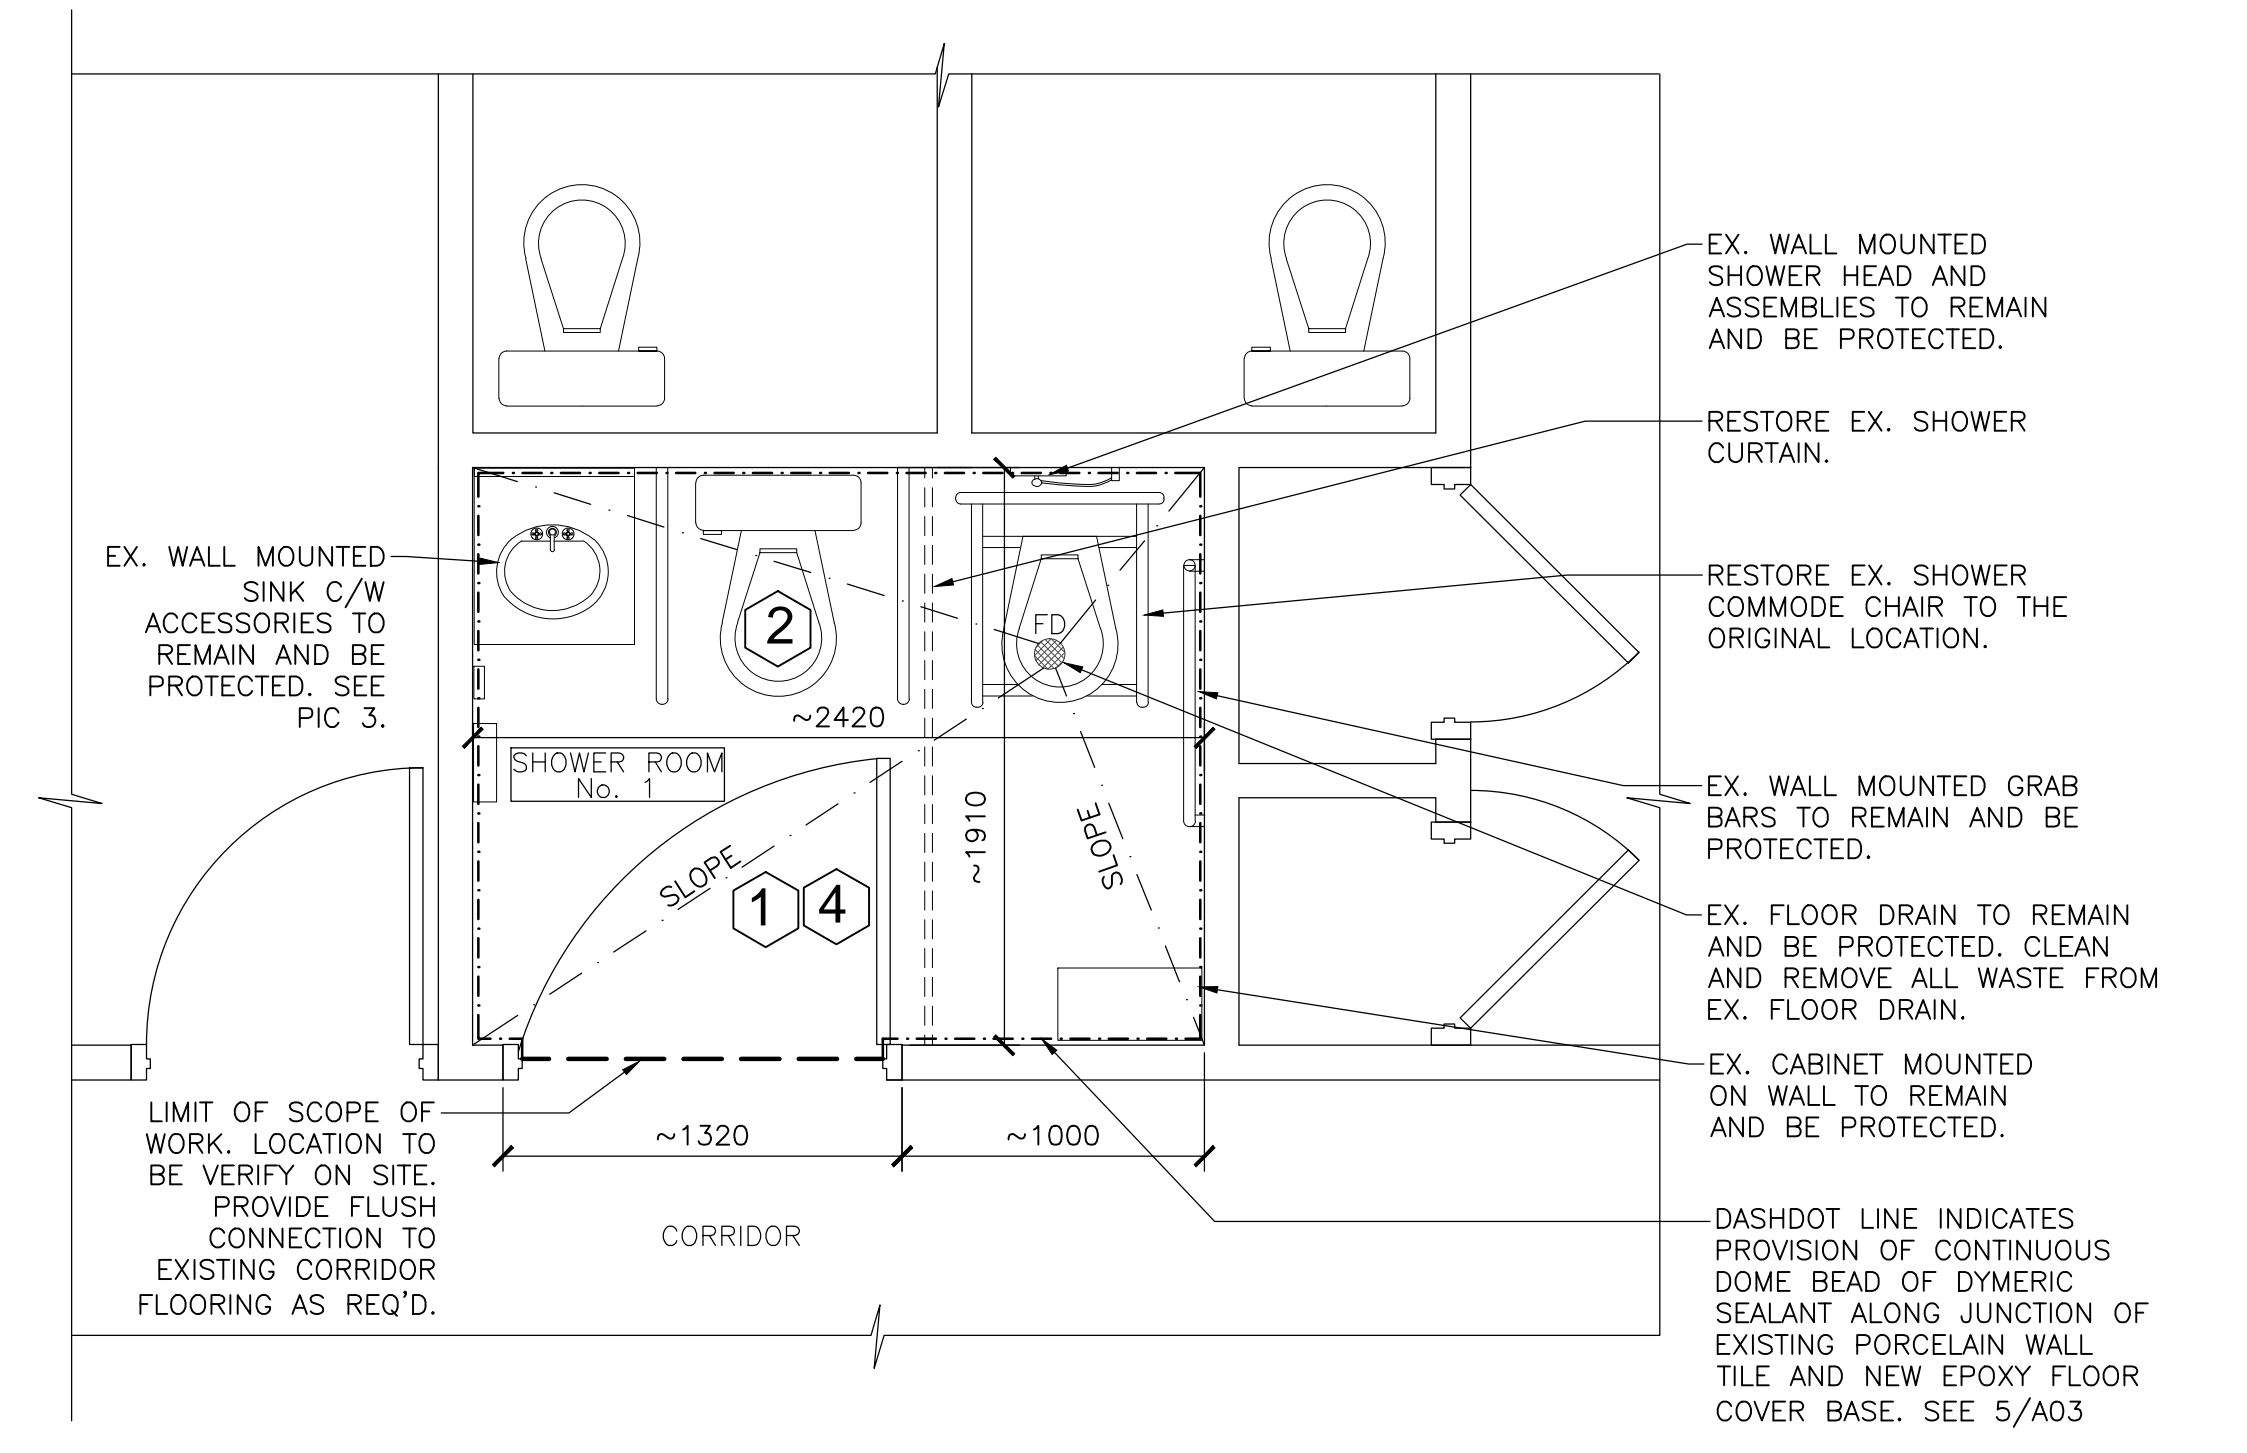 EX. WALL MOUNTED
SHOWER HEAD AND
ASSEMBLIES TO REMAIN
AND BE PROTECTED.
RESTORE EX. SHOWER
CURTAIN.
EX. WALL MOUNTED
SINK C/W
ACCESSORIES TO
REMAIN AND BE
PROTECTED. SEE
PIC 3.
RESTORE EX. SHOWER
COMMODE CHAIR TO THE
ORIGINAL LOCATION.
2
FD
~2420
SHOWER ROOM
No. 1
~1910
SLOPE
SLOPE
1
4
EX. WALL MOUNTED GRAB
BARS TO REMAIN AND BE
PROTECTED.
EX. FLOOR DRAIN TO REMAIN
AND BE PROTECTED. CLEAN
AND REMOVE ALL WASTE FROM
EX. FLOOR DRAIN.
EX. CABINET MOUNTED
ON WALL TO REMAIN
AND BE PROTECTED.
LIMIT OF SCOPE OF
WORK. LOCATION TO
BE VERIFY ON SITE.
PROVIDE FLUSH
CONNECTION TO
EXISTING CORRIDOR
FLOORING AS REQ'D.
~1320
~1000
CORRIDOR
DASHDOT LINE INDICATES
PROVISION OF CONTINUOUS
DOME BEAD OF DYMERIC
SEALANT ALONG JUNCTION OF
EXISTING PORCELAIN WALL
TILE AND NEW EPOXY FLOOR
COVER BASE. SEE 5/A03